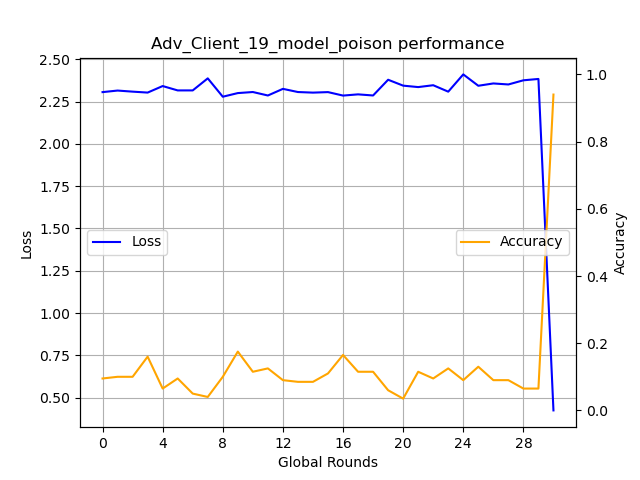 Adv_Client_19_model_poison performance
2.50
2.25
2.00
1.75
1.50
1.25
1.00
0.75
0.50
Loss
Loss
Accuracy
1.0
0.8
0.6
0.4
0.2
0.0
Accuracy
0 4 8 12 16 20 24 28
Global Rounds